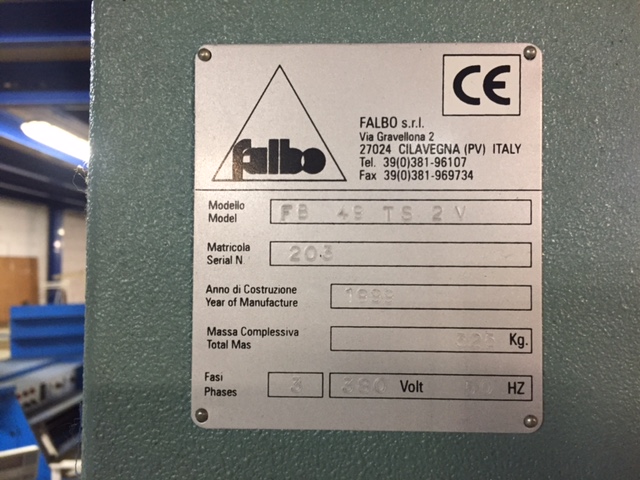 falbo
CE
FALBO s.r.l.
Via Gravellona 2
27024 CILAVEGNA (PV) ITALY
Tel. 39(0)381-96107
Fax 39(0)381-969734
Modello
Model
FB TS 2 V
Matricola
Serial N
203
Anno di Costruzione
Year of Manufacture
Massa Complessiva
Total Mas
Kg.
Fasi
Phases
3 380 Volt HZ